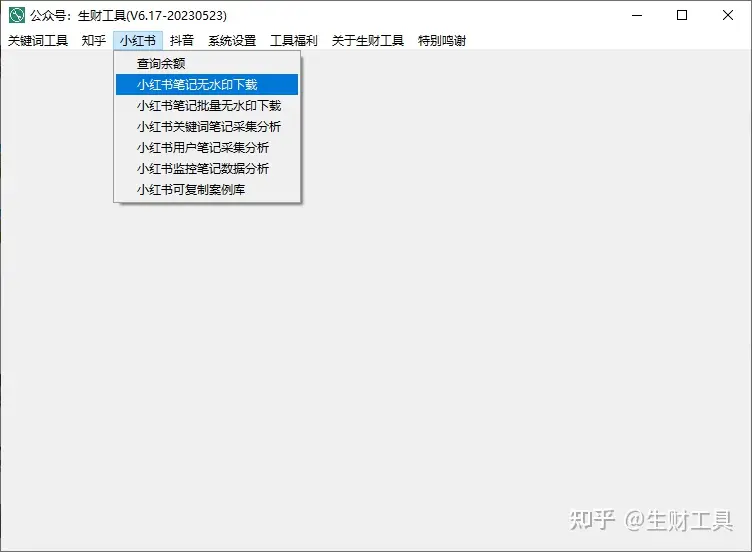 公众号：生财工具(V6.17-20230523)
关键词工具 知乎 小红书 抖音 系统设置 工具福利 关于生财工具 特别鸣谢
查询余额
小红书笔记无水印下载
小红书笔记批量无水印下载
小红书关键词笔记采集分析
小红书用户笔记采集分析
小红书监控笔记数据分析
小红书可复制案例库
知乎 @生财工具